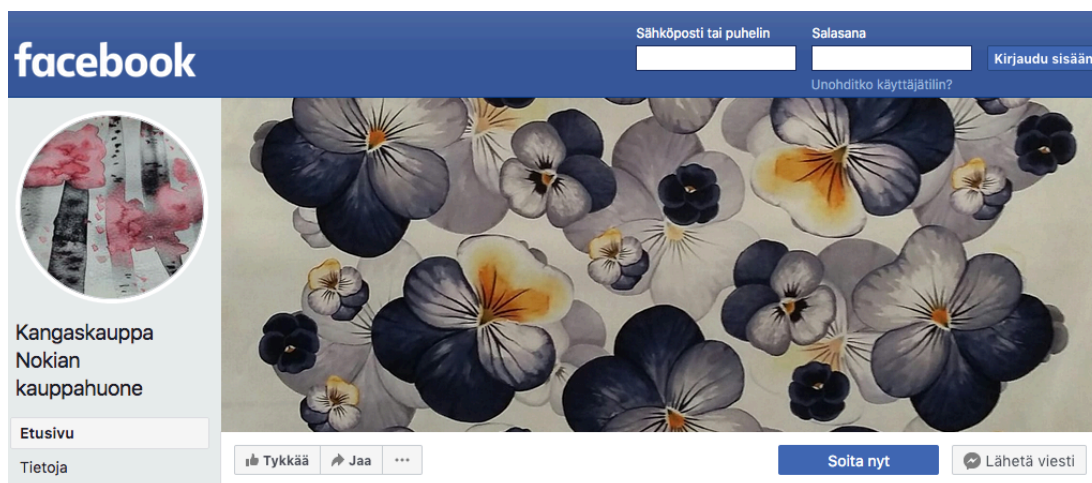 facebook
Sähköposti tai puhelin
Salasana
Kirjaudu sisään
Unohditko käyttäjätilin?
Kangaskauppa
Nokian
kauppahuone
Etusivu
Tietoja
Tykkää
Jaa
Soita nyt
Lähetä viesti